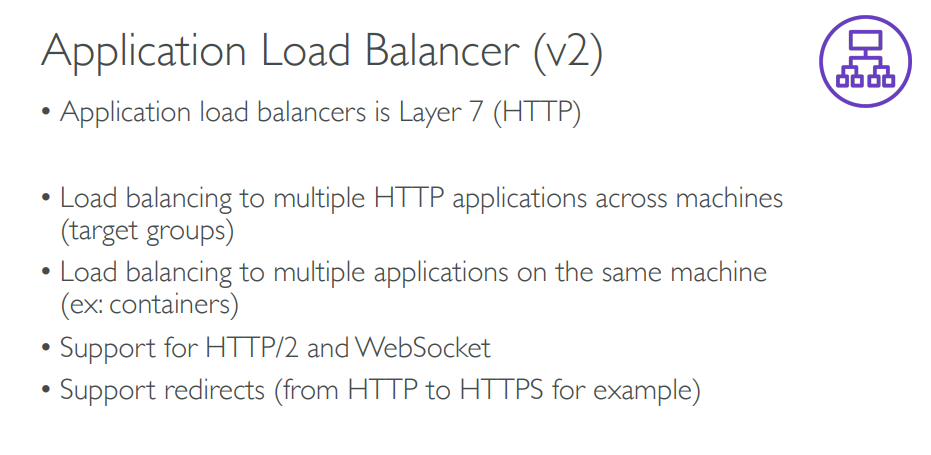 Application Load Balancer (v2)
• Application load balancers is Layer 7 (HTTP)
• Load balancing to multiple HTTP applications across machines
(target groups)
• Load balancing to multiple applications on the same machine
(ex: containers)
• Support for HTTP/2 and WebSocket
• Support redirects (from HTTP to HTTPS for example)